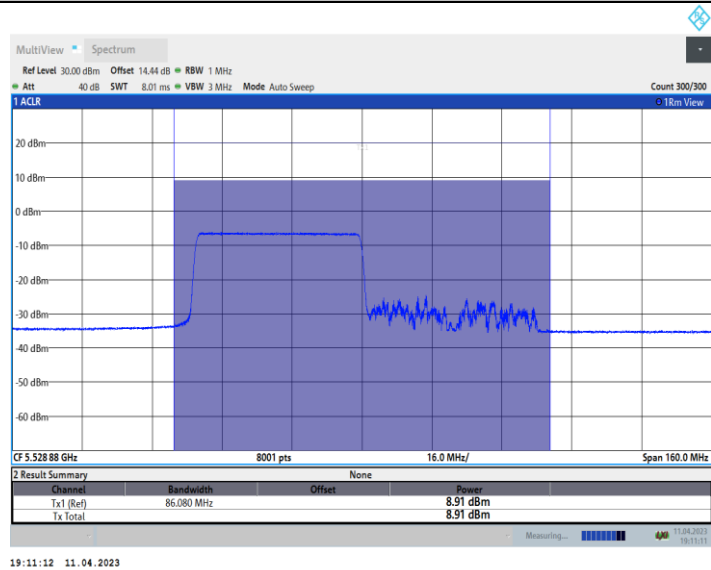 MultiView Spectrum
Ref Level 30.00 dBm Offset 14.44 dB RBW 1 MHz
Att 40 dB SWT 8.01 ms VBW 3 MHz Mode Auto Sweep Count 300/300
1 ACLR 1Rm View
20 dBm
10 dBm
0 dBm
-10 dBm
-20 dBm
-30 dBm
-40 dBm
-50 dBm
-60 dBm
CF 5.528 88 GHz 8001 pts 16.0 MHz/ Span 160.0 MHz
2 Result Summary None
Channel Bandwidth Offset Power
Tx1 (Ref) 86.080 MHz 8.91 dBm
Tx Total 8.91 dBm
Measuring... 11.04.2023
19:11:11
19:11:12 11.04.2023